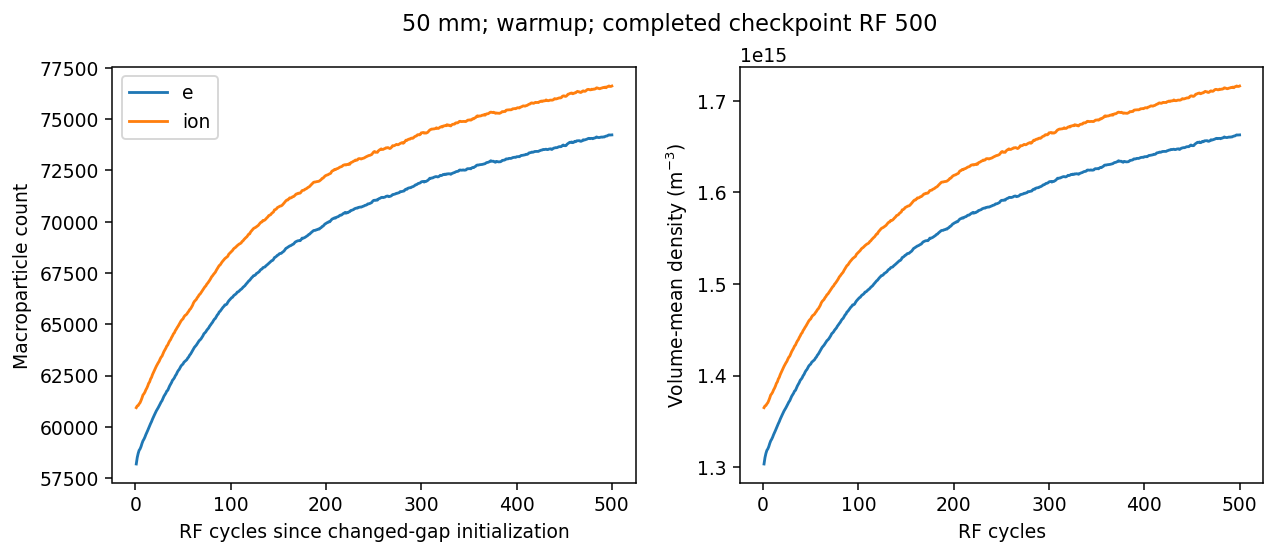 50 mm; warmup; completed checkpoint RF 500
77500
75000
72500
70000
67500
65000
62500
60000
57500
Macroparticle count
e
ion
0 100 200 300 400 500
RF cycles since changed-gap initialization
1e15
1.7
1.6
1.5
1.4
1.3
Volume-mean density (m⁻³)
0 100 200 300 400 500
RF cycles